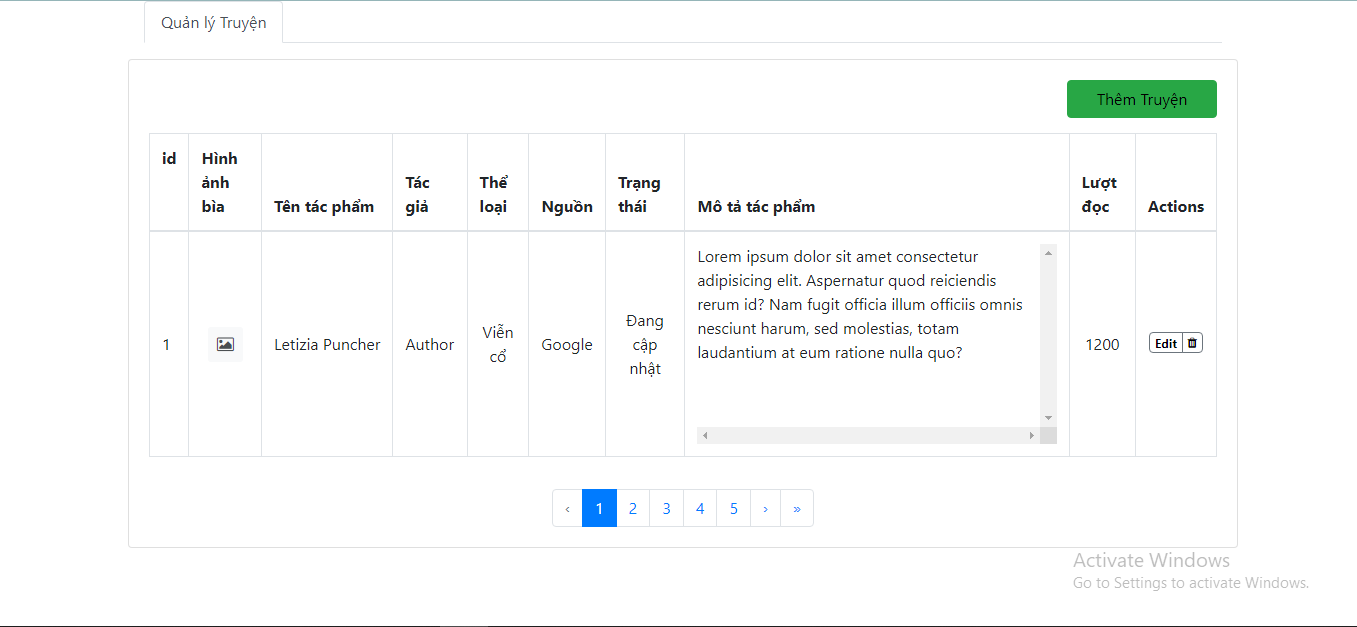 Quản lý Truyện
Thêm Truyện
id
Hình
ảnh
bìa
Tên tác phẩm
Tác
giả
Thể
loại
Nguồn
Trạng
thái
Mô tả tác phẩm
Lượt
đọc
Actions
1
Letizia Puncher
Author
Viễn
cổ
Google
Đang
cập
nhật
Lorem ipsum dolor sit amet consectetur
adipisicing elit. Aspernatur quod reiciendis
rerum id? Nam fugit officia illum officiis omnis
nesciunt harum, sed molestias, totam
laudantium at eum ratione nulla quo?
1200
Edit
‹ 1 2 3 4 5 › »
Activate Windows
Go to Settings to activate Windows.